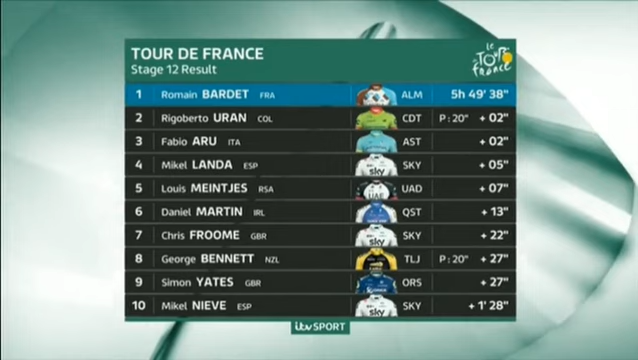 TOUR DE FRANCE
Stage 12 Result
le TOUR de france
1 Romain BARDET FRA ALM 5h 49' 38"
2 Rigoberto URAN COL CDT P : 20" + 02"
3 Fabio ARU ITA AST + 02"
4 Mikel LANDA ESP sky SKY + 05"
5 Louis MEINTJES RSA UAE UAD + 07"
6 Daniel MARTIN IRL QST + 13"
7 Chris FROOME GBR sky SKY + 22"
8 George BENNETT NZL TLJ P : 20" + 27"
9 Simon YATES GBR ORS + 27"
10 Mikel NIEVE ESP sky SKY + 1' 28"
itv SPORT